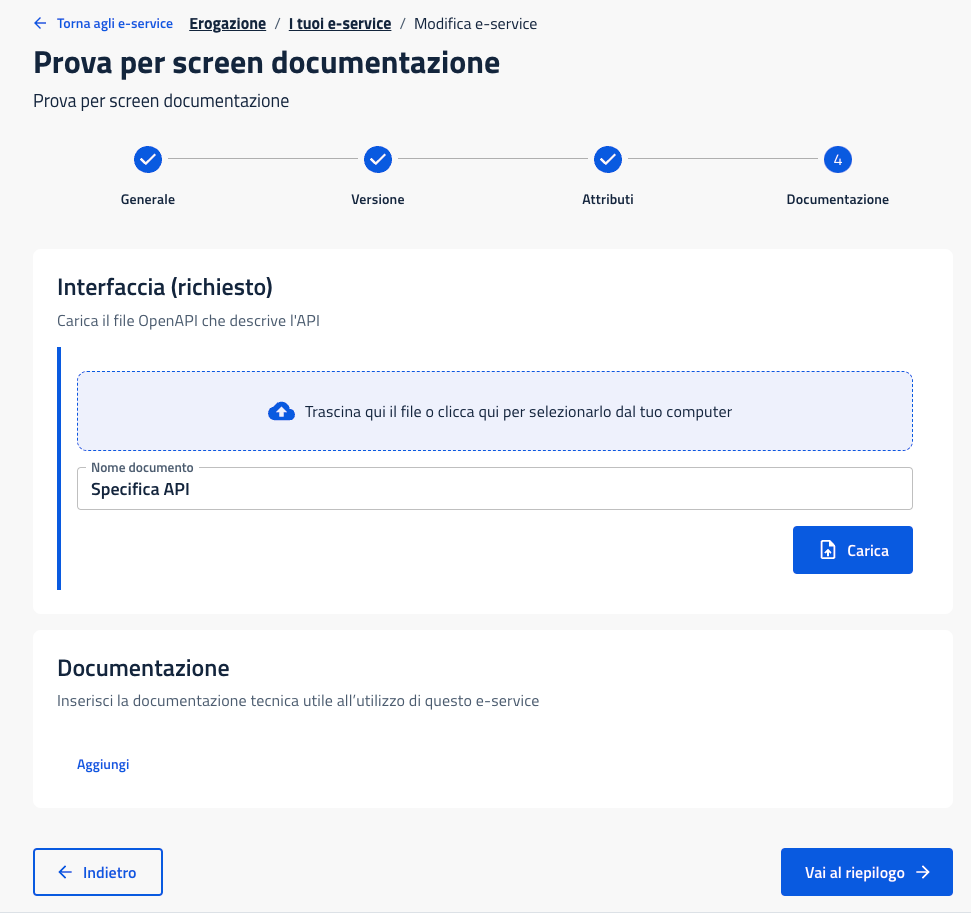 Torna agli e-service Erogazione / I tuoi e-service / Modifica e-service
Prova per screen documentazione
Prova per screen documentazione
4
Generale Versione Attributi Documentazione
Interfaccia (richiesto)
Carica il file OpenAPI che descrive l'API
Trascina qui il file o clicca qui per selezionarlo dal tuo computer
Nome documento
Specifica API
Carica
Documentazione
Inserisci la documentazione tecnica utile all’utilizzo di questo e-service
Aggiungi
Indietro Vai al riepilogo